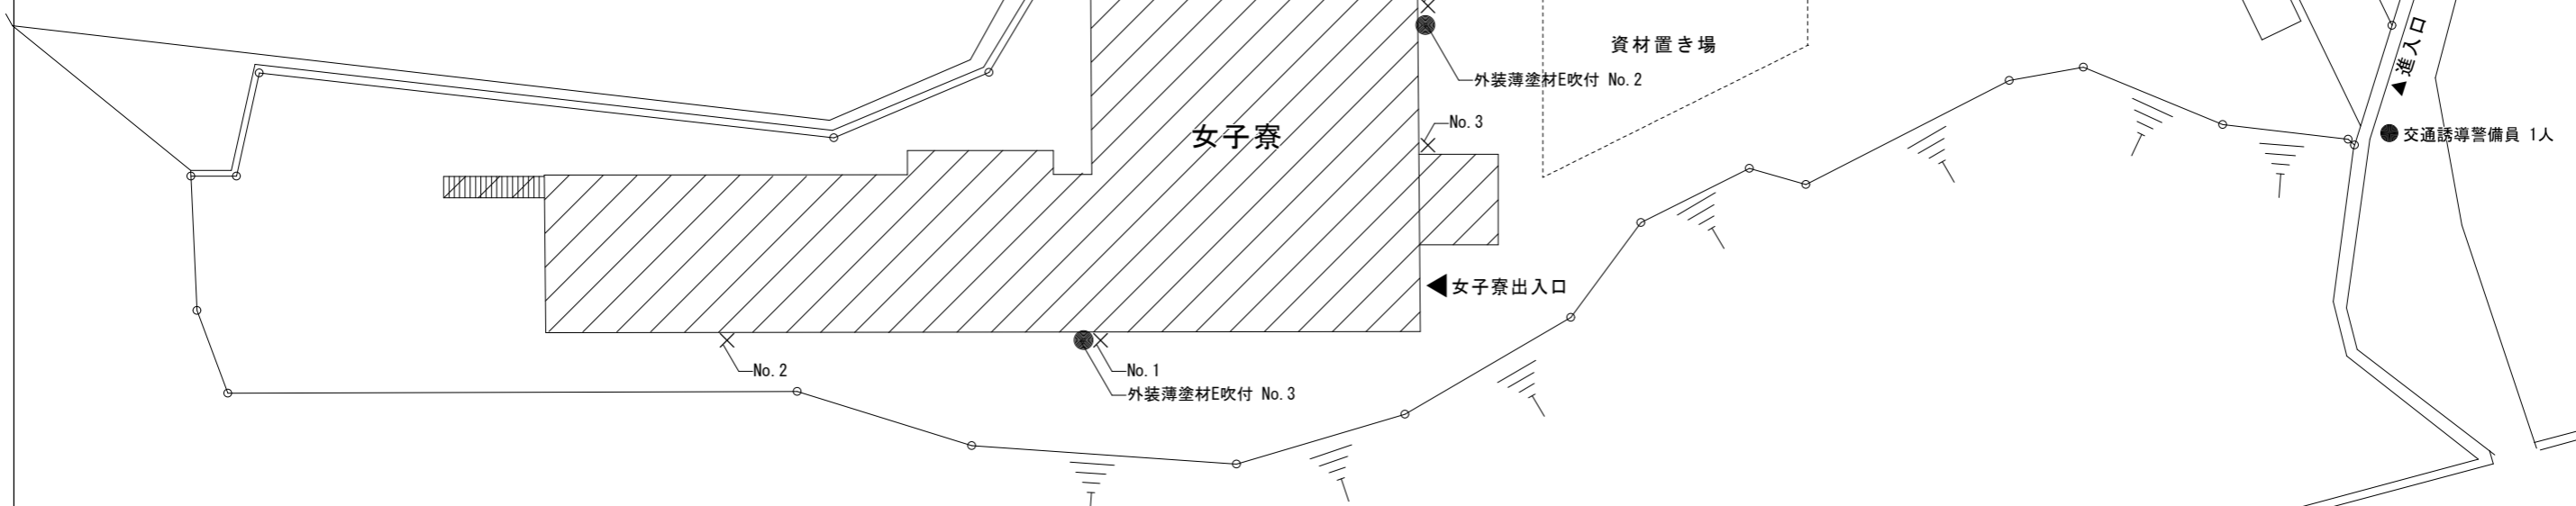 進入口
資材置き場
外装薄塗材E吹付 No.2
No.3
女子寮
交通誘導警備員 1人
女子寮出入口
No.2
No.1
外装薄塗材E吹付 No.3